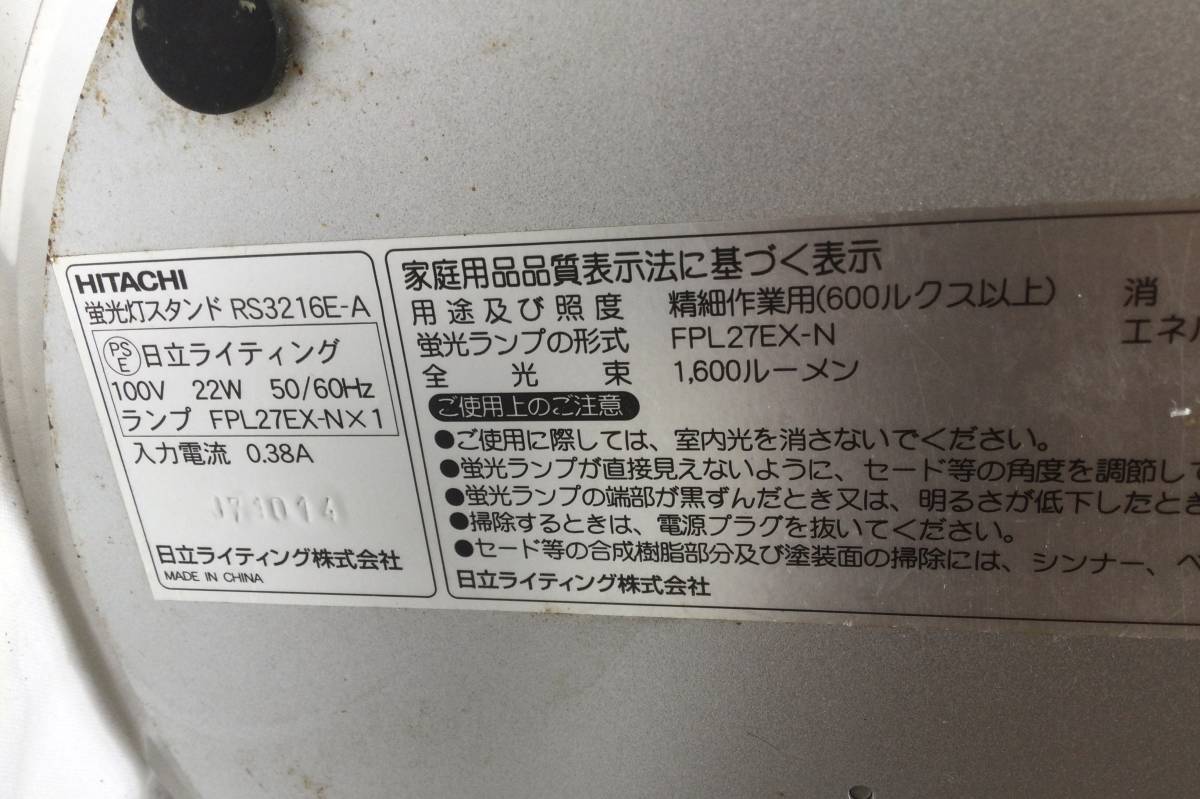 HITACHI
蛍光灯スタンド RS3216E-A
PS
E
日立ライティング
100V 22W 50/60Hz
ランプ FPL27EX-N×1
入力電流 0.38A
日立ライティング株式会社
MADE IN CHINA
家庭用品品質表示法に基づく表示
用途及び照度 精細作業用(600ルクス以上) 消
蛍光ランプの形式 FPL27EX-N エネル
全光束 1,600ルーメン
ご使用上のご注意
●ご使用に際しては、室内光を消さないでください。
●蛍光ランプが直接見えないように、セード等の角度を調節して
●蛍光ランプの端部が黒ずんだとき又は、明るさが低下したとき
●掃除するときは、電源プラグを抜いてください。
●セード等の合成樹脂部分及び塗装面の掃除には、シンナー、ベ
日立ライティング株式会社